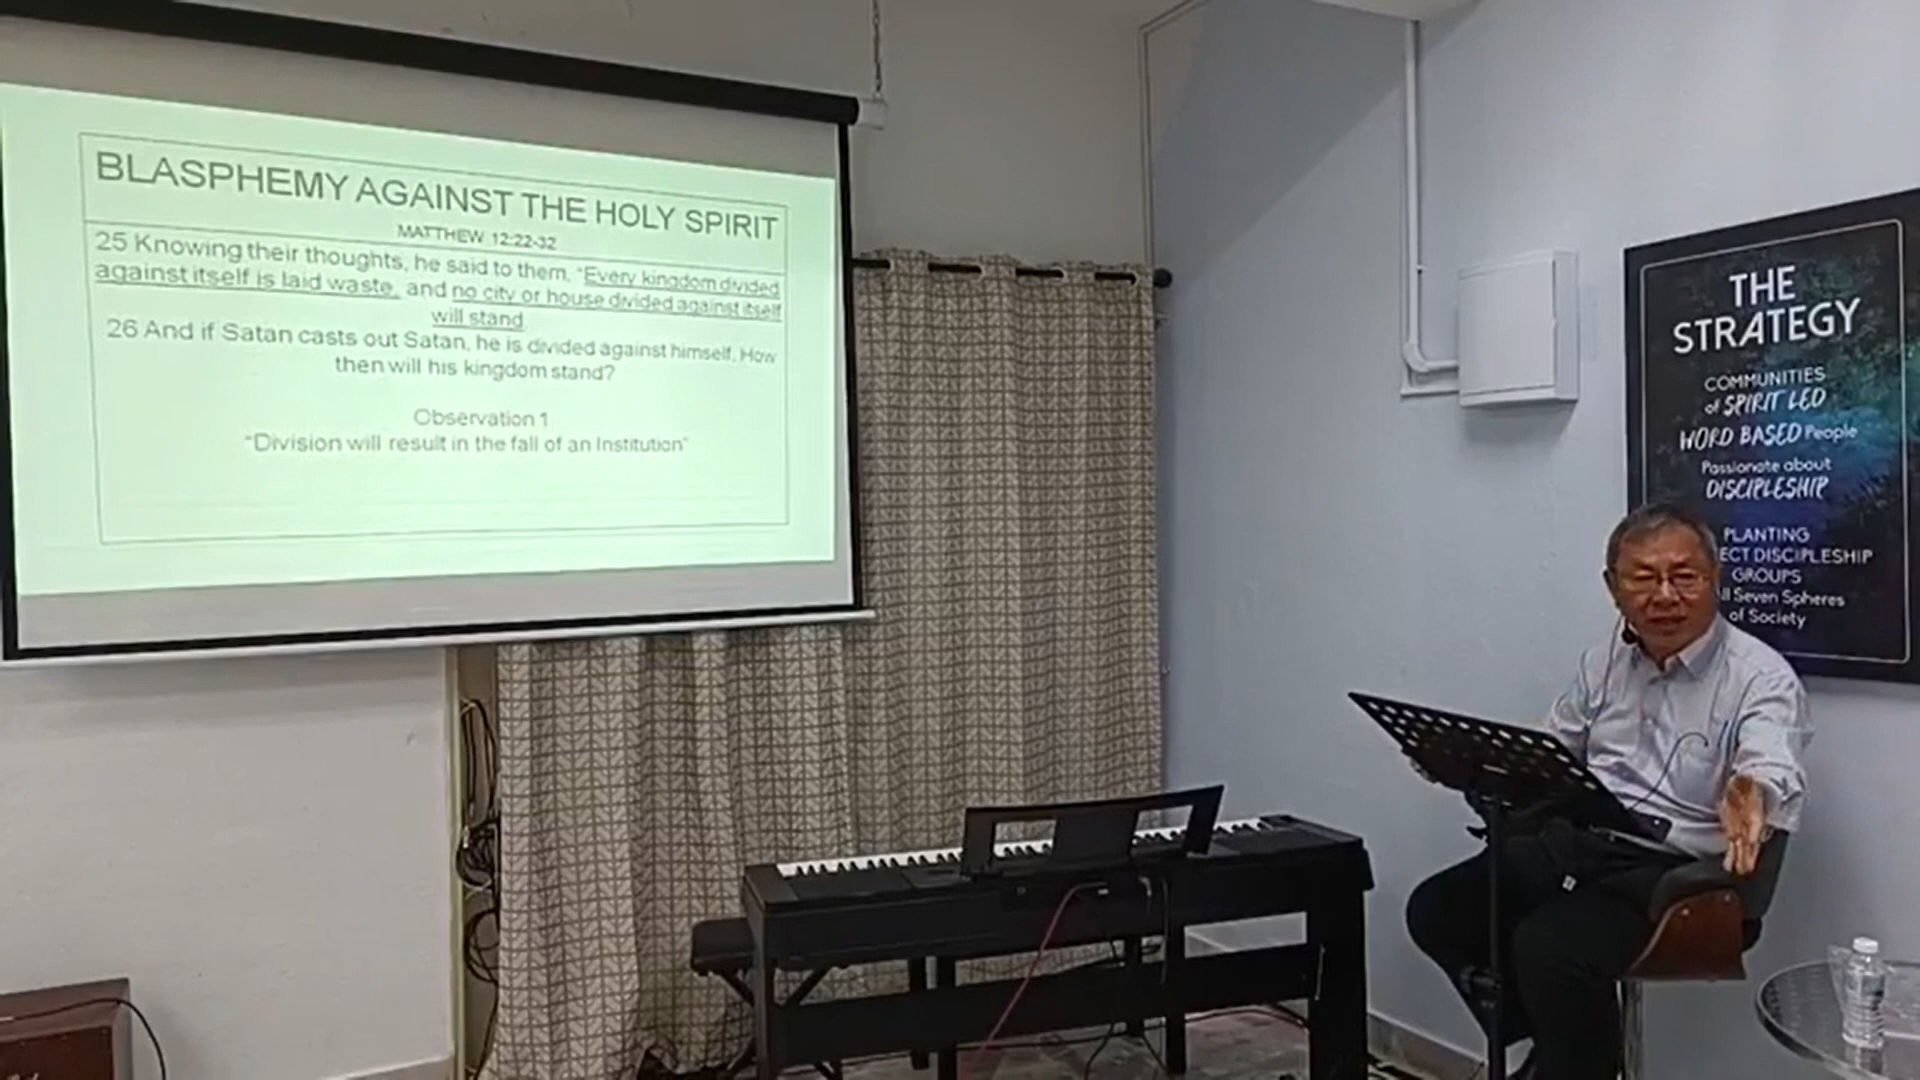 BLASPHEMY AGAINST THE HOLY SPIRIT
MATTHEW 12:22-32
25 Knowing their thoughts, he said to them, “Every kingdom divided
against itself is laid waste, and no city or house divided against itself
will stand
26 And if Satan casts out Satan, he is divided against himself. How
then will his kingdom stand?
Observation 1
“Division will result in the fall of an Institution”
THE
STRATEGY
COMMUNITIES
of SPIRIT LED
WORD BASED People
Passionate about
DISCIPLESHIP
PLANTING
DISCIPLESHIP
GROUPS
Seven Spheres
of Society